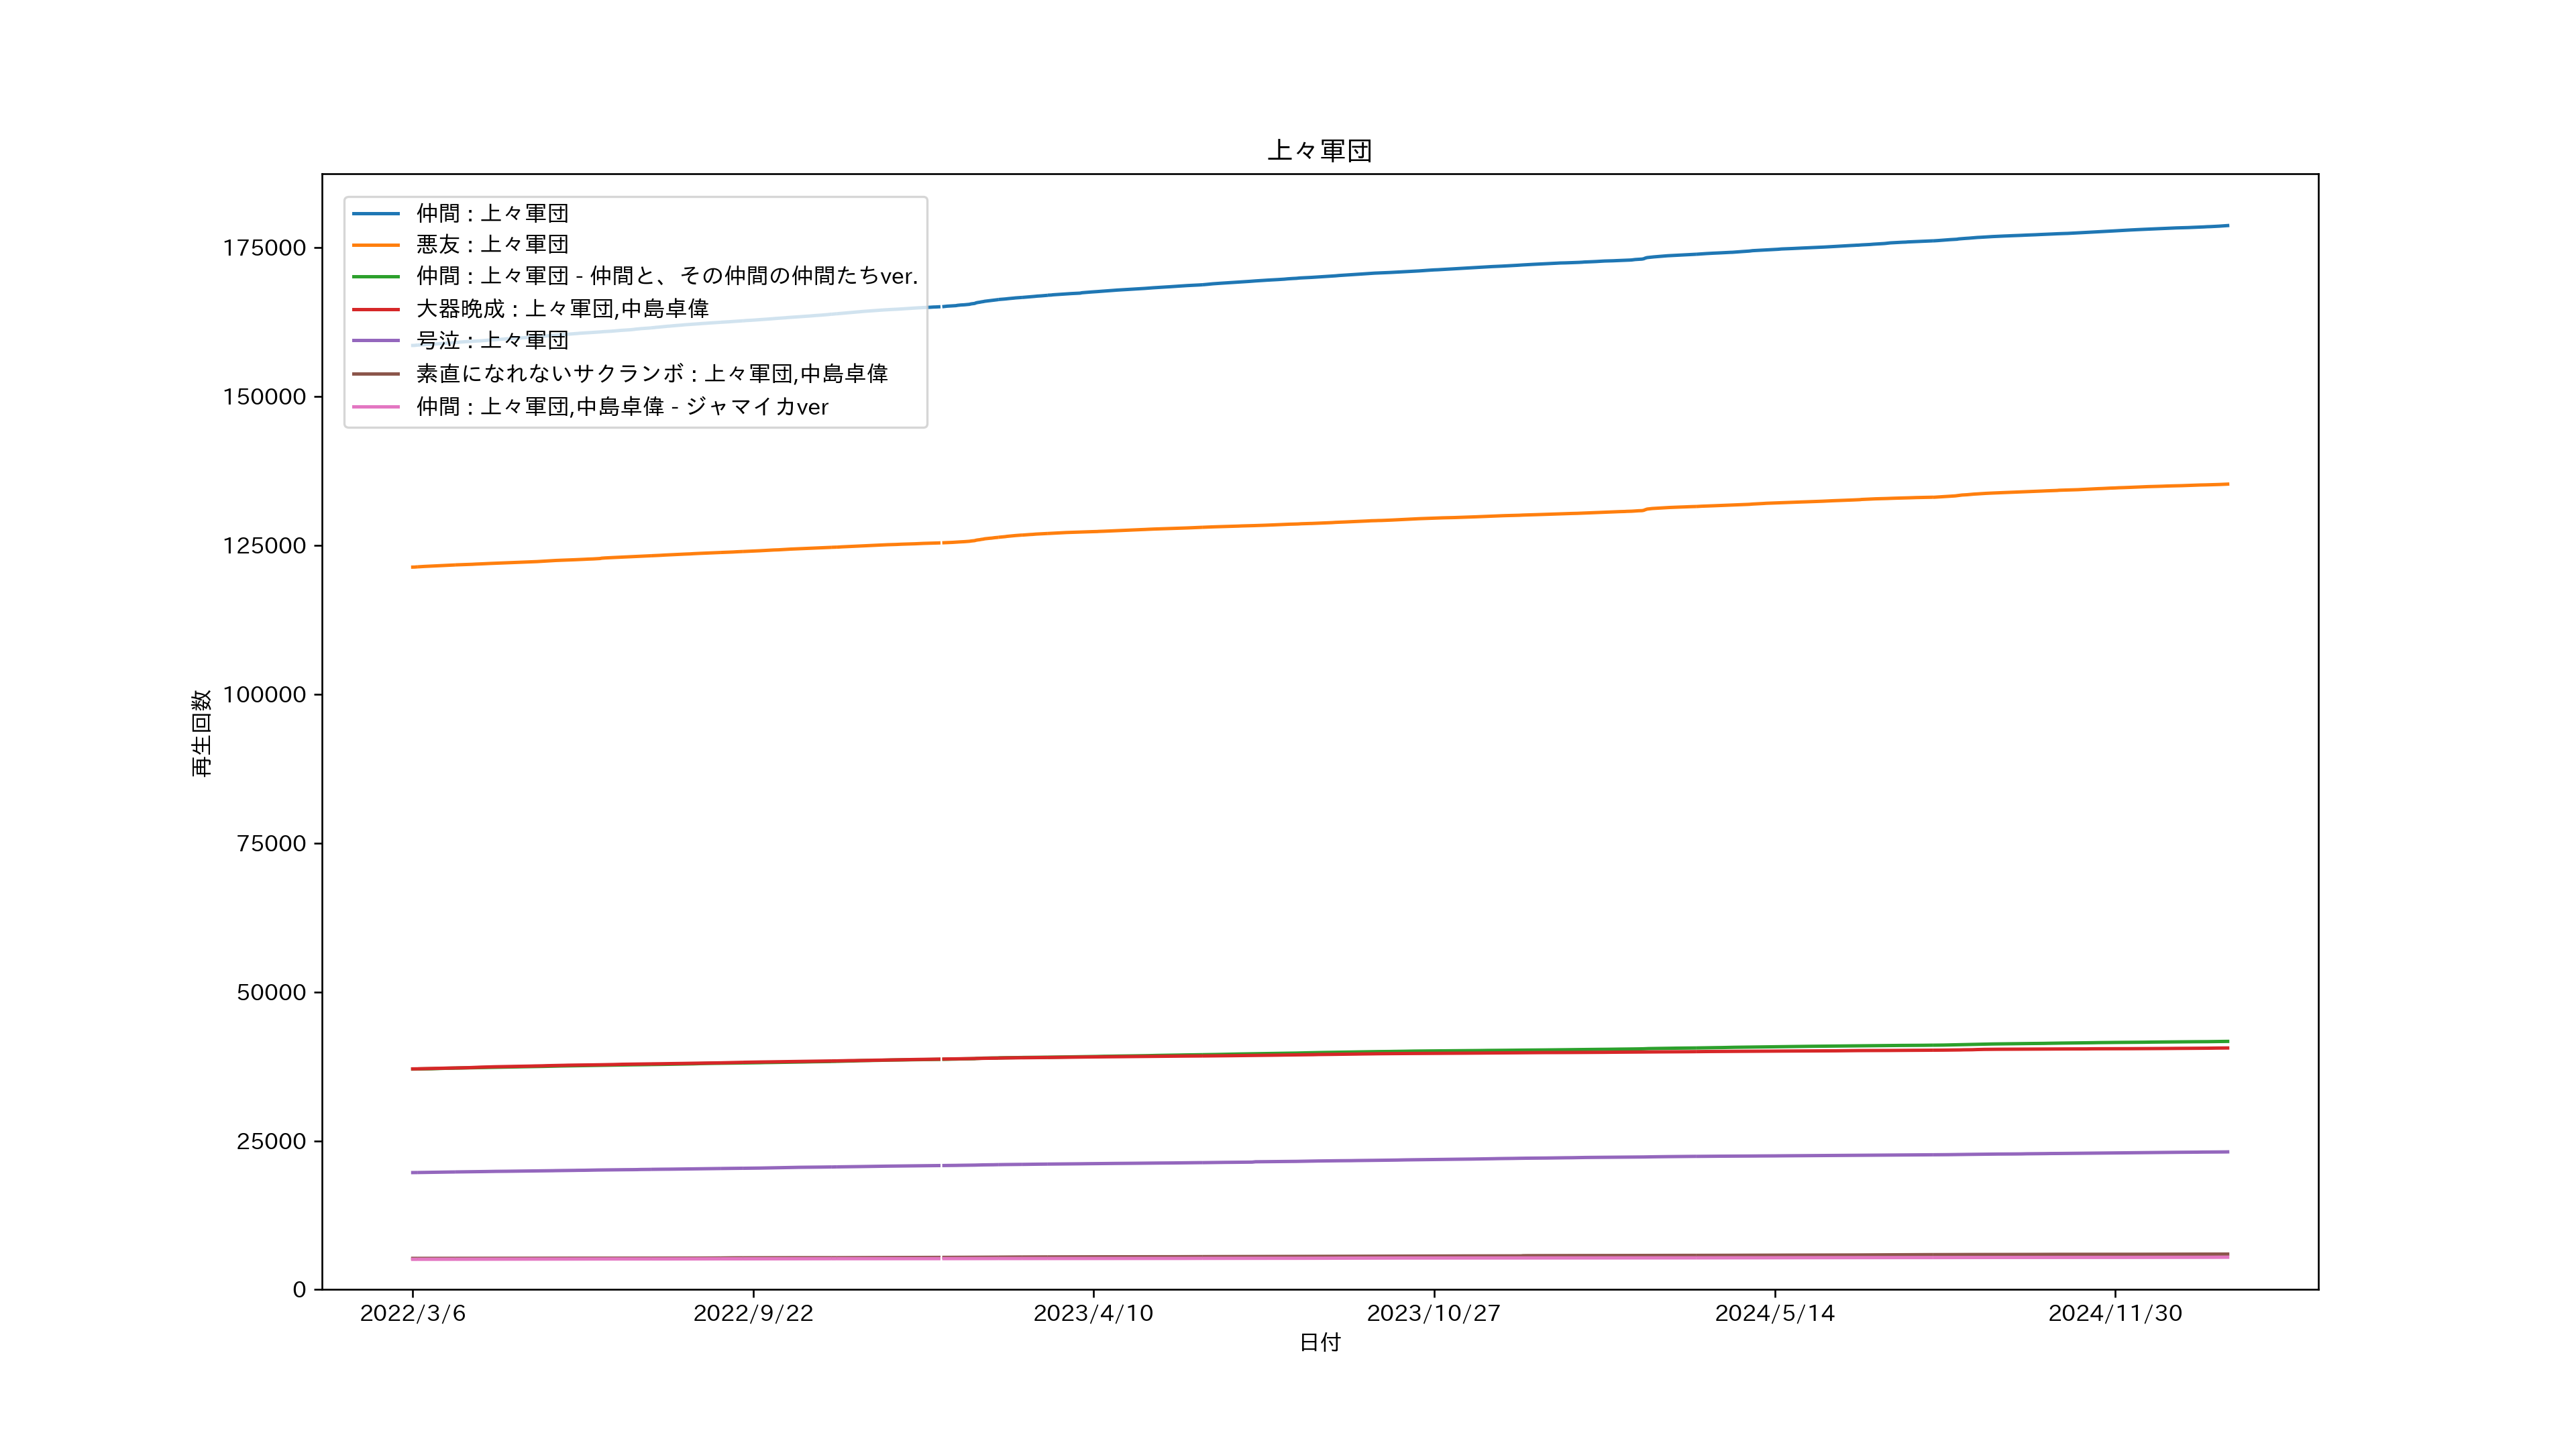 上々軍団
仲間 : 上々軍団
悪友 : 上々軍団
仲間 : 上々軍団 - 仲間と、その仲間の仲間たちver.
大器晩成 : 上々軍団,中島卓偉
号泣 : 上々軍団
素直になれないサクランボ : 上々軍団,中島卓偉
仲間 : 上々軍団,中島卓偉 - ジャマイカver
175000
150000
125000
100000
75000
50000
25000
0
再生回数
2022/3/6
2022/9/22
2023/4/10
2023/10/27
2024/5/14
2024/11/30
日付